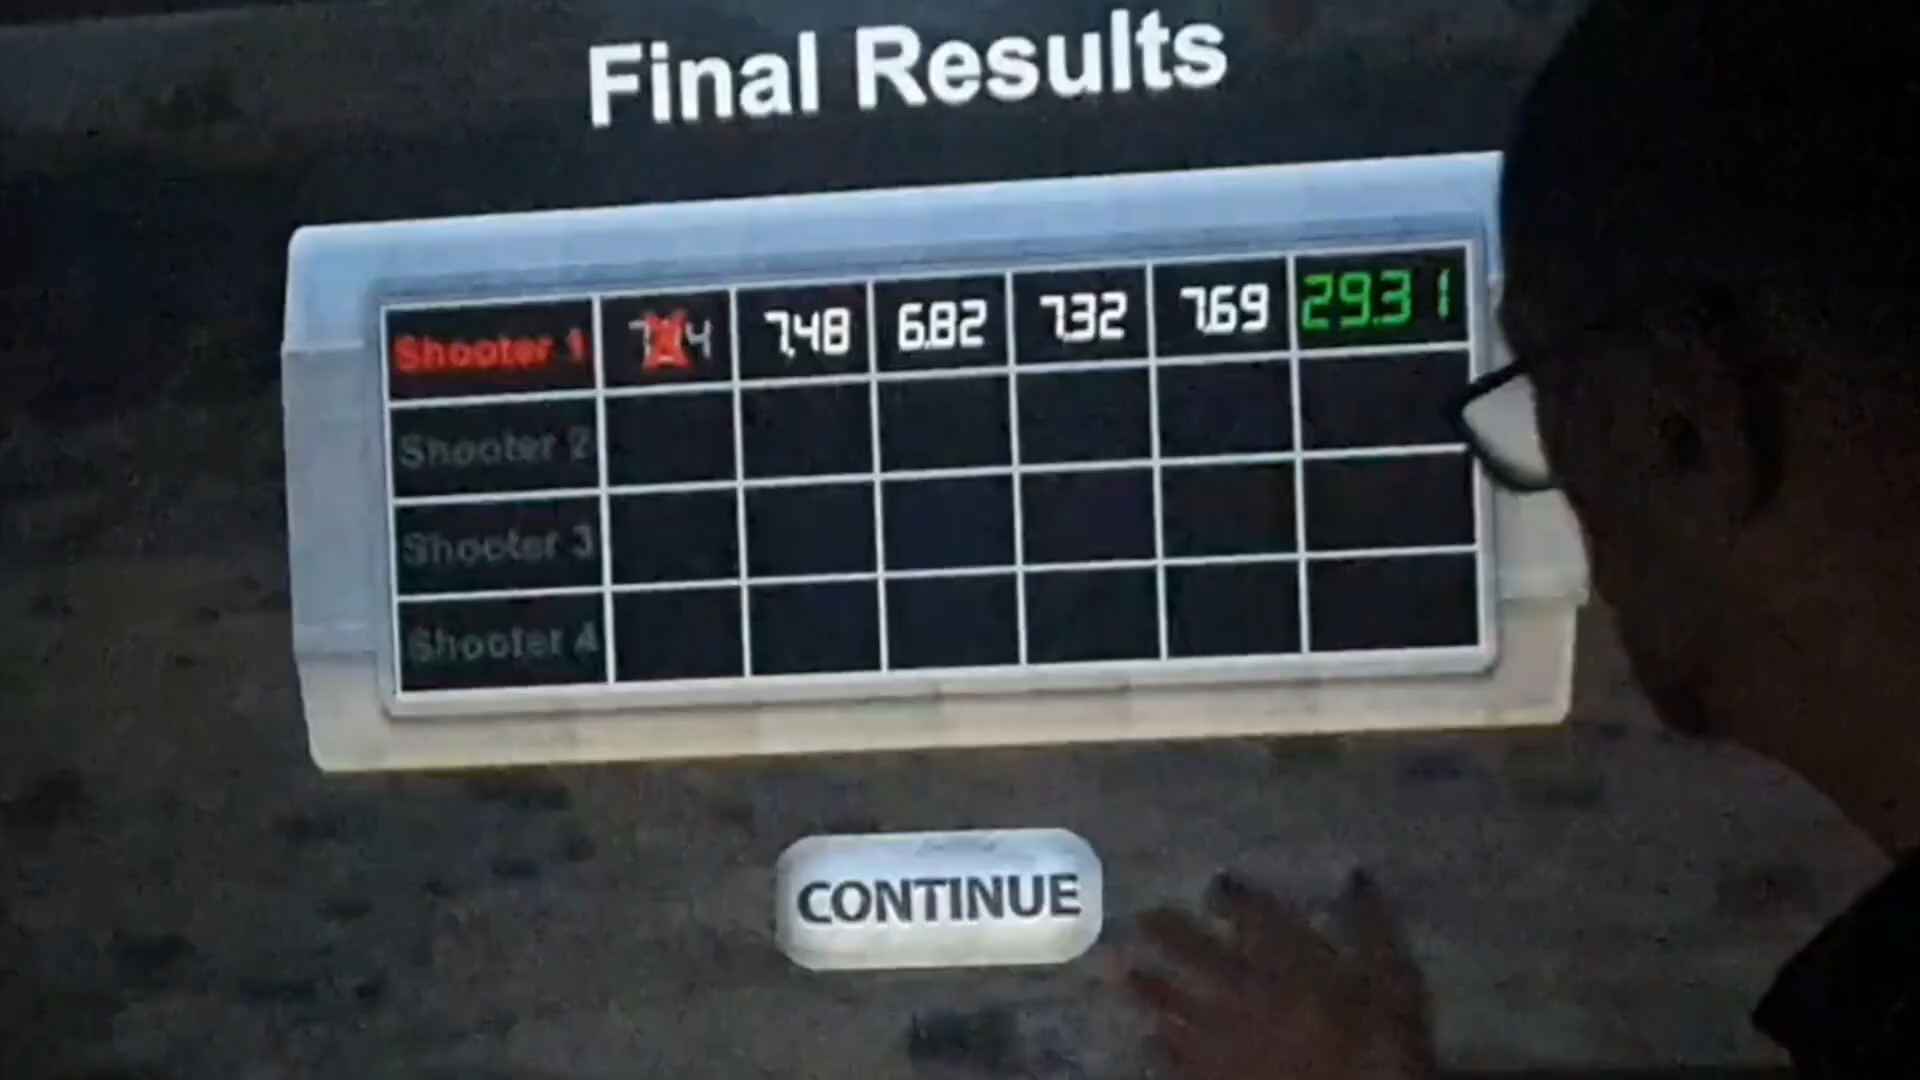 Final Results
Shooter 1 7.48 6.82 7.32 7.69 29.31
Shooter 2
Shooter 3
Shooter 4
CONTINUE